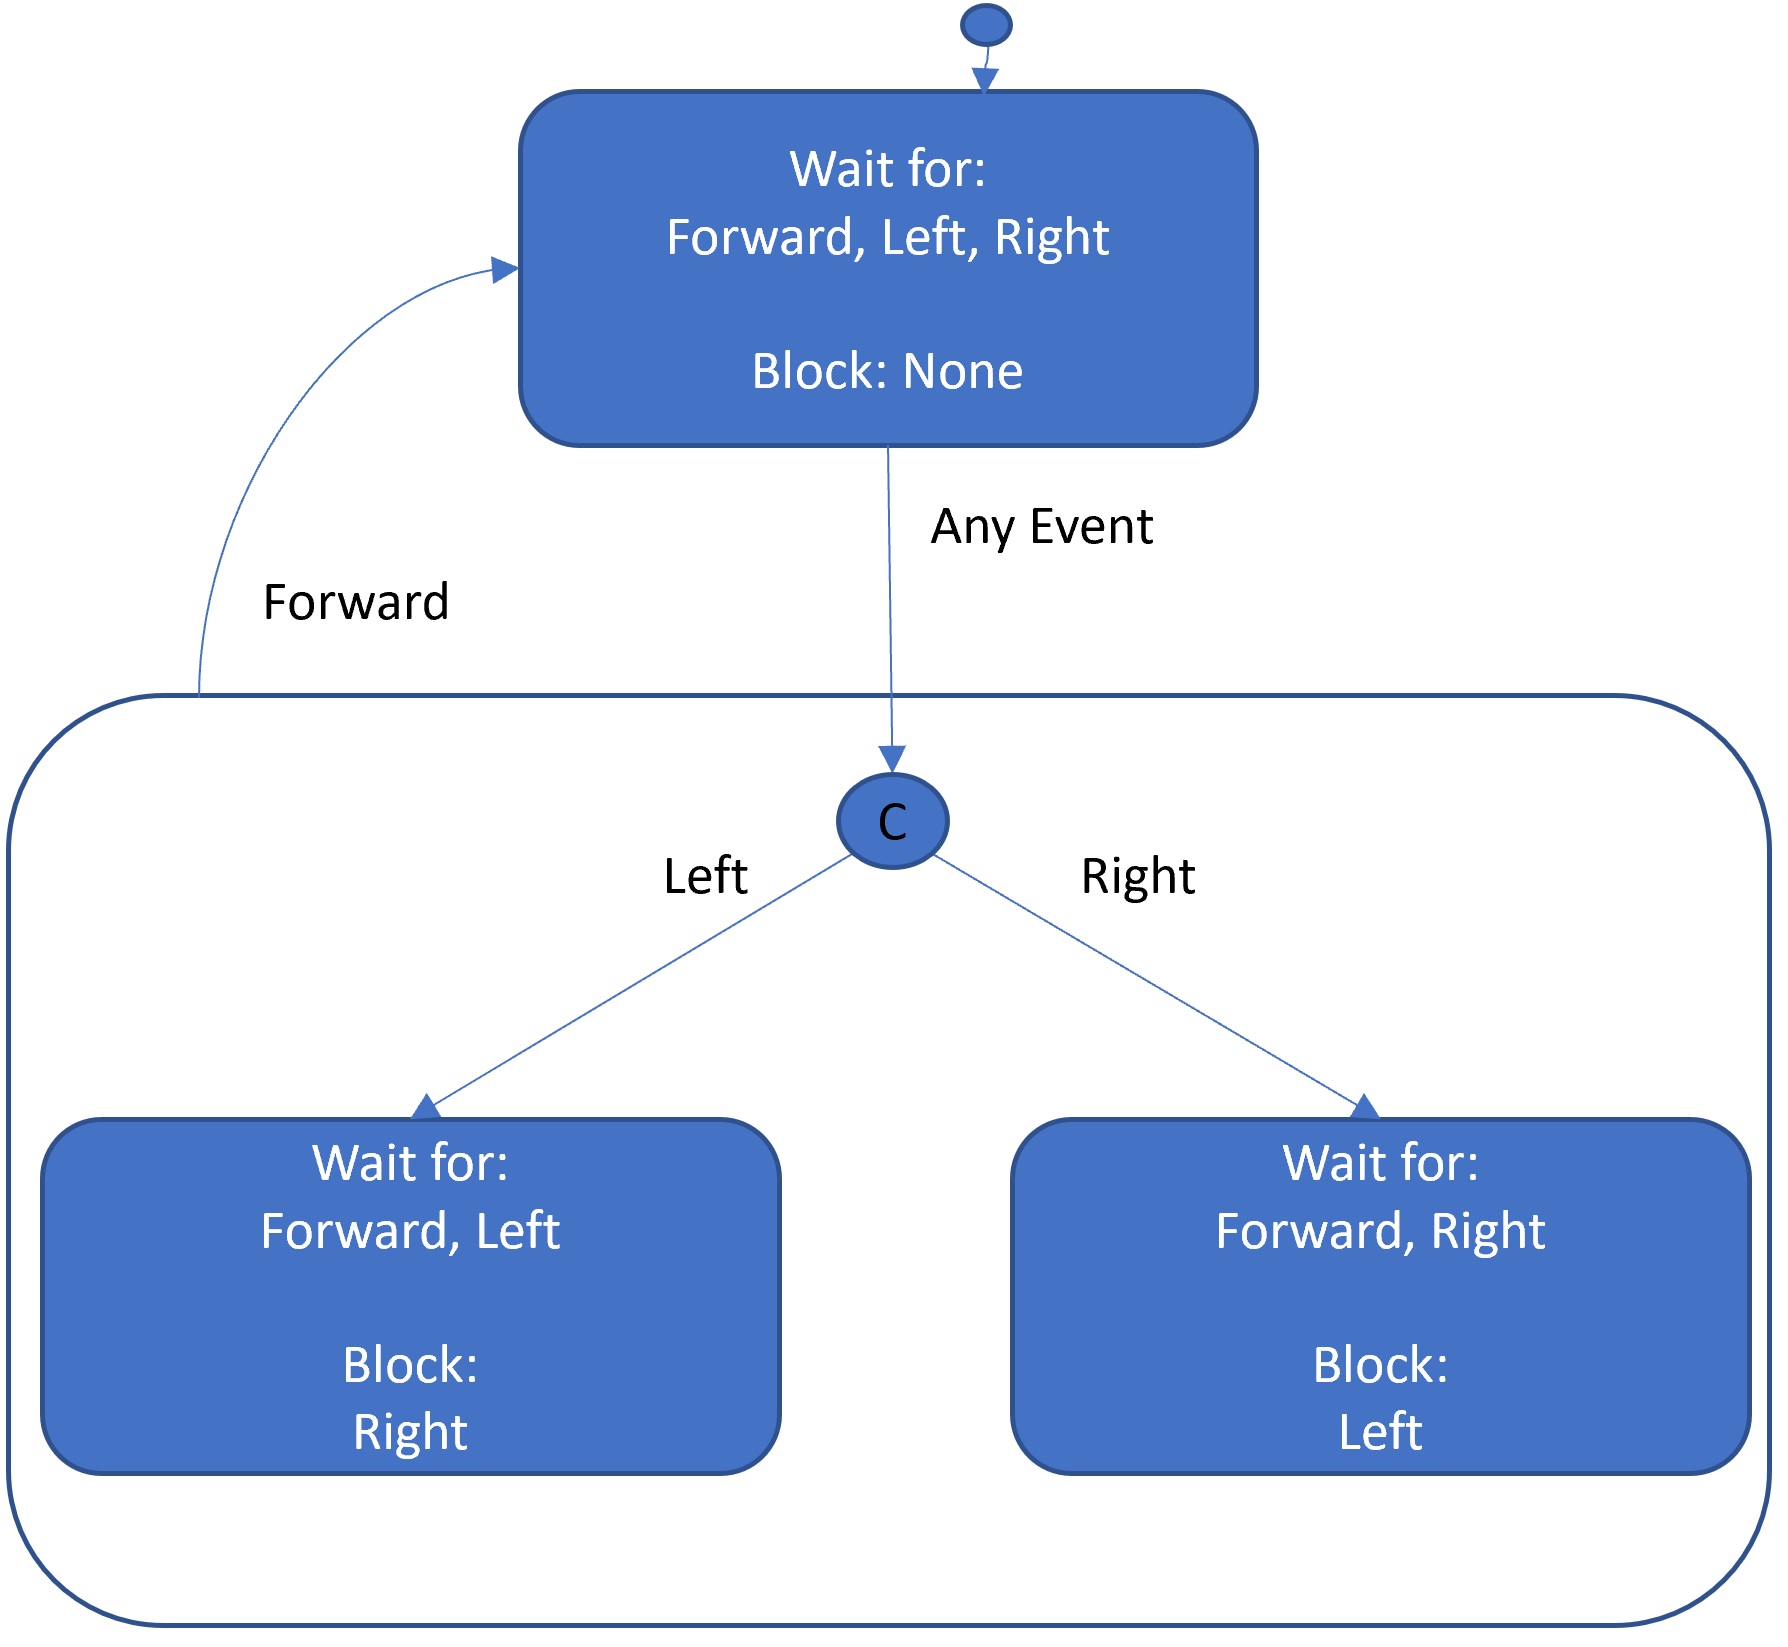 Wait for:
Forward, Left, Right
Block: None
Any Event
Forward
C
Left
Right
Wait for:
Forward, Left
Block:
Right
Wait for:
Forward, Right
Block:
Left